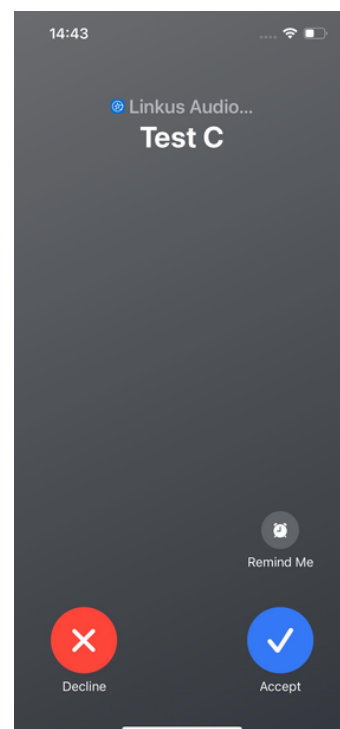 14:43
Linkus Audio...
Test C
Remind Me
Decline
Accept